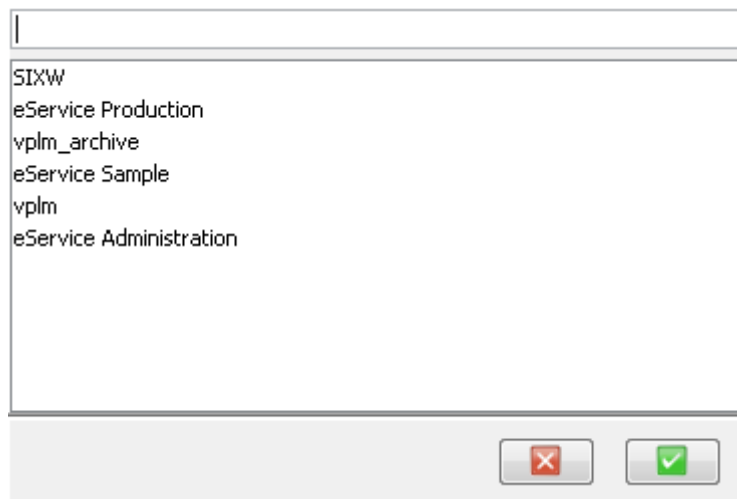 SIXW
eService Production
vplm_archive
eService Sample
vplm
eService Administration